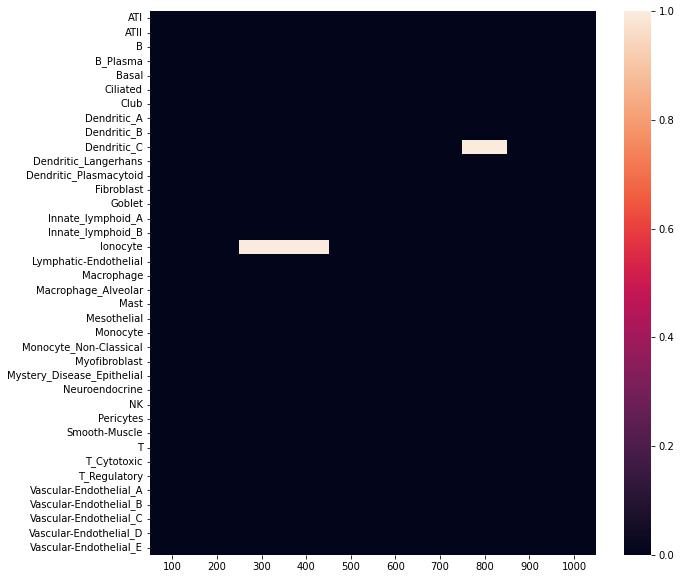 ATI
ATII
B
B_Plasma
Basal
Ciliated
Club
Dendritic_A
Dendritic_B
Dendritic_C
Dendritic_Langerhans
Dendritic_Plasmacytoid
Fibroblast
Goblet
Innate_lymphoid_A
Innate_lymphoid_B
Ionocyte
Lymphatic-Endothelial
Macrophage
Macrophage_Alveolar
Mast
Mesothelial
Monocyte
Monocyte_Non-Classical
Myofibroblast
Mystery_Disease_Epithelial
Neuroendocrine
NK
Pericytes
Smooth-Muscle
T
T_Cytotoxic
T_Regulatory
Vascular-Endothelial_A
Vascular-Endothelial_B
Vascular-Endothelial_C
Vascular-Endothelial_D
Vascular-Endothelial_E
100 200 300 400 500 600 700 800 900 1000
1.0
0.8
0.6
0.4
0.2
0.0